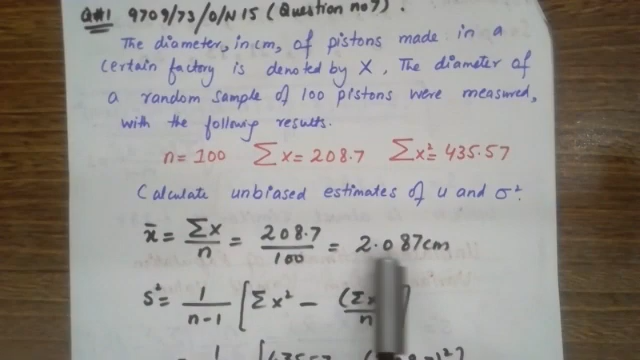 Q#1 9709/73/O/N 15 (Question no 7).
The diameter, in cm, of pistons made in a
certain factory is denoted by X, The diameter of
a random sample of 100 pistons were measured,
with the following results.
n = 100 Σx = 208.7 Σx² = 435.57
Calculate unbiased estimates of u and σ².
x̄ = Σx/n = 208.7/100 = 2.087cm
S² = 1/n-1 [Σx² - (Σx